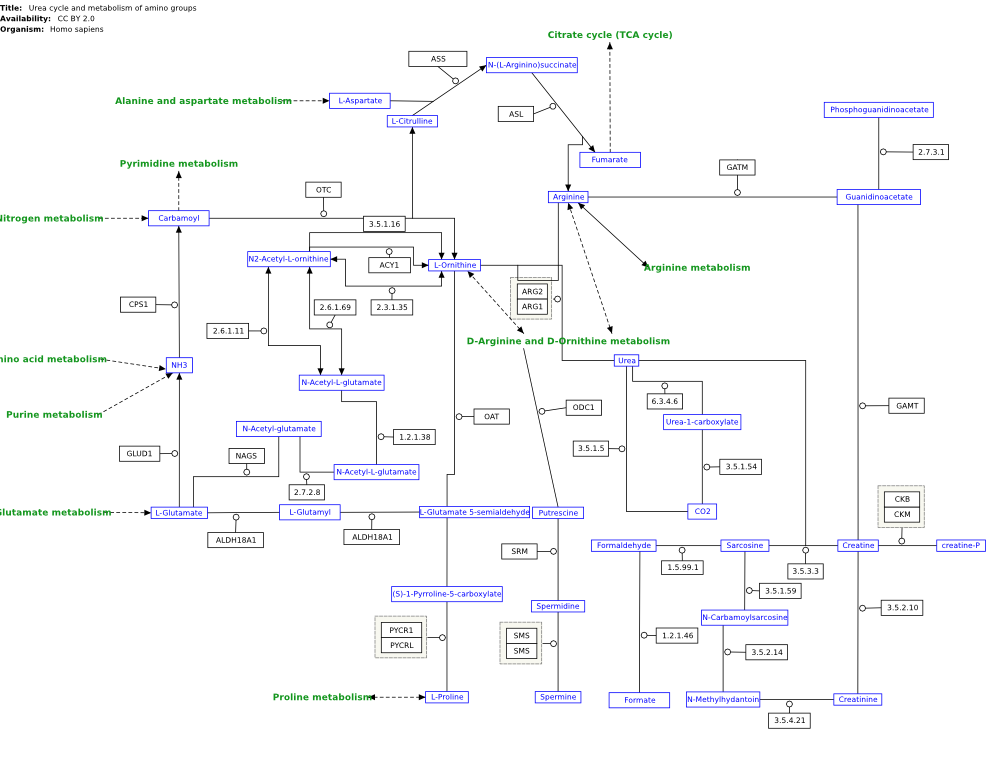 Title: Urea cycle and metabolism of amino groups
Availability: CC BY 2.0
Organism: Homo sapiens
Citrate cycle (TCA cycle)
ASS
N-(L-Arginino)succinate
Alanine and aspartate metabolism
L-Aspartate
ASL
Phosphoguanidinoacetate
L-Citrulline
2.7.3.1
Pyrimidine metabolism
Fumarate
GATM
OTC
Arginine
Guanidinoacetate
Nitrogen metabolism
Carbamoyl
3.5.1.16
N2-Acetyl-L-ornithine
ACY1
L-Ornithine
Arginine metabolism
ARG2
ARG1
CPS1
2.6.1.69
2.3.1.35
2.6.1.11
D-Arginine and D-Ornithine metabolism
mino acid metabolism
NH3
Urea
N-Acetyl-L-glutamate
6.3.4.6
Purine metabolism
OAT
ODC1
GAMT
N-Acetyl-glutamate
1.2.1.38
Urea-1-carboxylate
GLUD1
NAGS
3.5.1.5
N-Acetyl-L-glutamate
3.5.1.54
2.7.2.8
CKB
CKM
Glutamate metabolism
L-Glutamate
L-Glutamyl
L-Glutamate 5-semialdehyde
Putrescine
CO2
ALDH18A1
ALDH18A1
SRM
Formaldehyde
Sarcosine
Creatine
creatine-P
1.5.99.1
3.5.3.3
(S)-1-Pyrroline-5-carboxylate
3.5.1.59
Spermidine
3.5.2.10
N-Carbamoylsarcosine
PYCR1
PYCRL
SMS
SMS
1.2.1.46
3.5.2.14
Proline metabolism
L-Proline
Spermine
Formate
N-Methylhydantoin
Creatinine
3.5.4.21